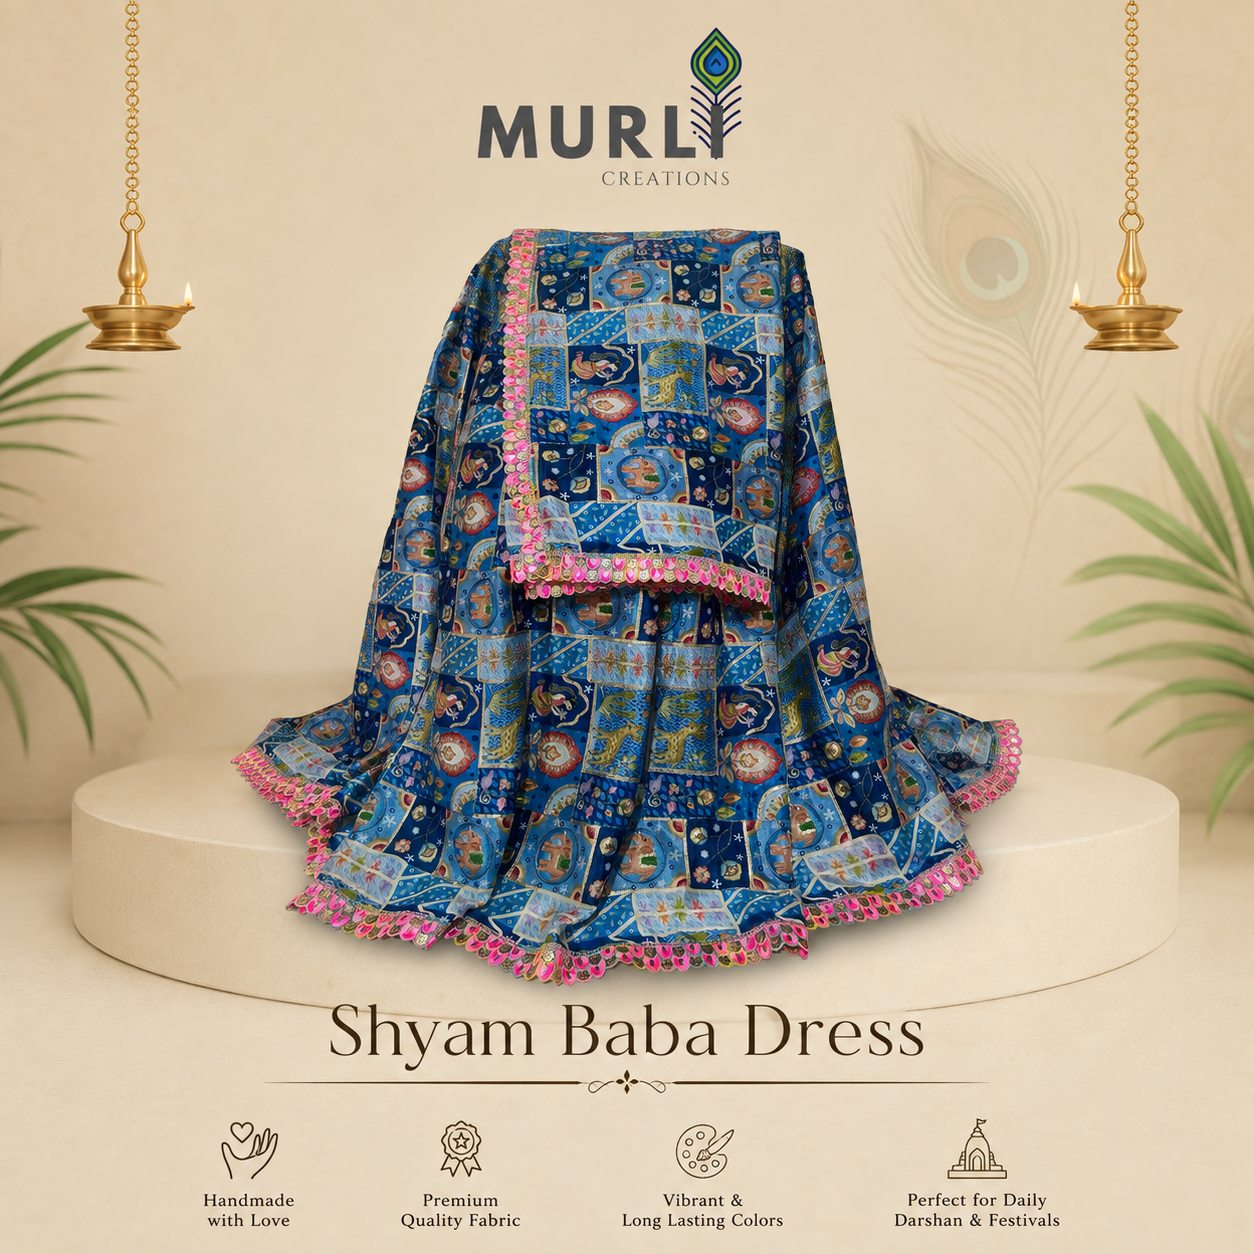 MURLI
CREATIONS
Shyam Baba Dress
Handmade
with Love
Premium
Quality Fabric
Vibrant &
Long Lasting Colors
Perfect for Daily
Darshan & Festivals